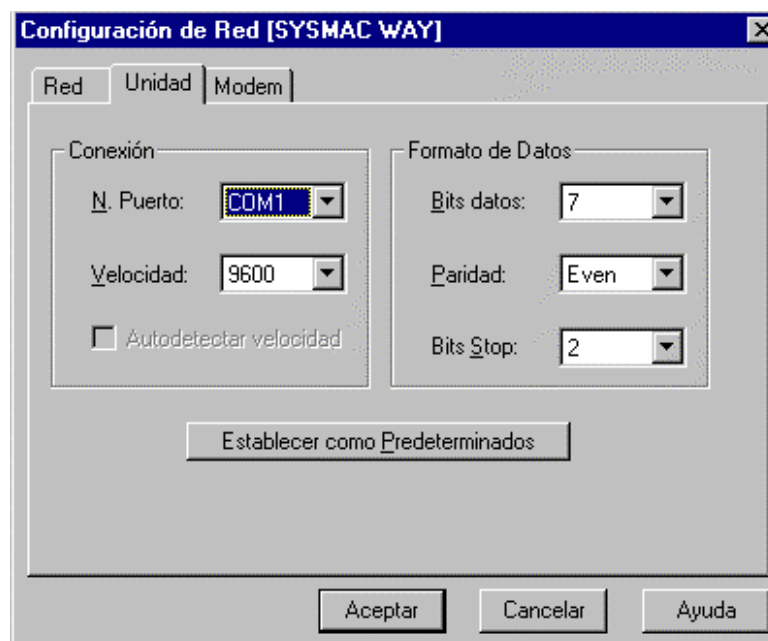 Configuración de Red [SYSMAC WAY]
Red Unidad Modem
Conexión
N. Puerto: COM1
Velocidad: 9600
Autodetectar velocidad
Formato de Datos
Bits datos: 7
Paridad: Even
Bits Stop: 2
Establecer como Predeterminados
Aceptar Cancelar Ayuda